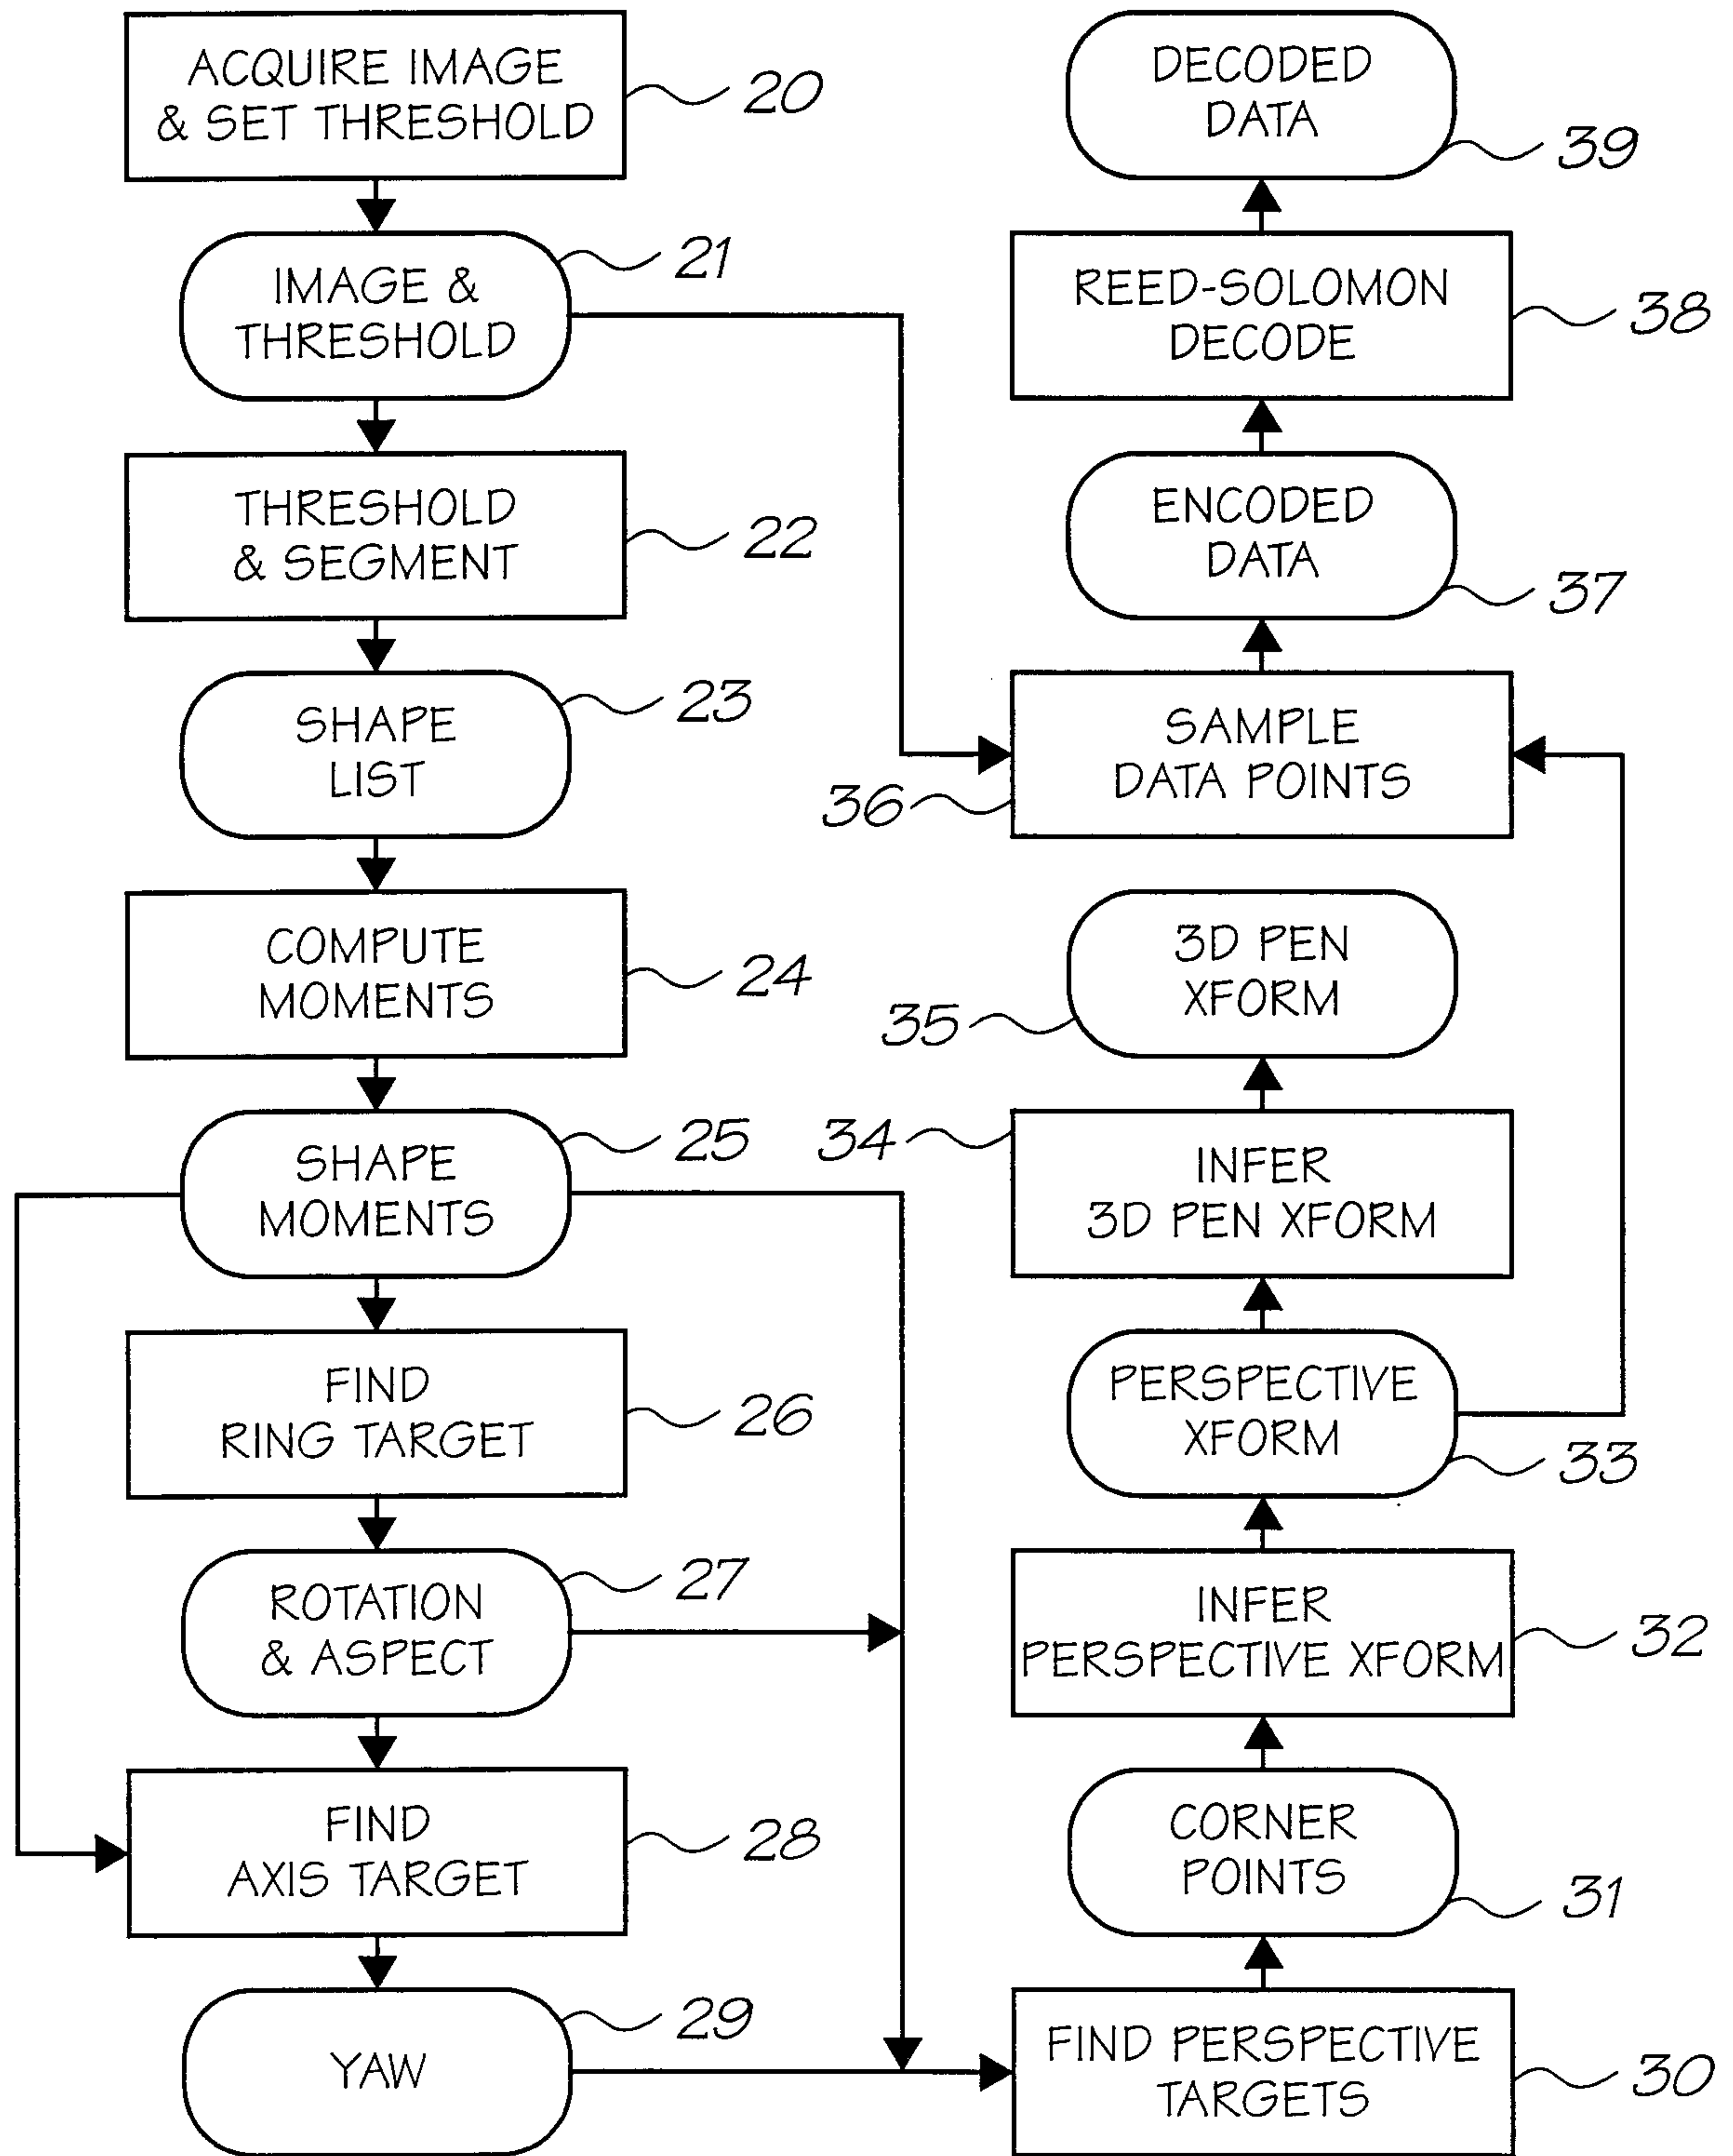 ACQUIRE IMAGE
& SET THRESHOLD
20
IMAGE &
THRESHOLD
21
THRESHOLD
& SEGMENT
22
SHAPE
LIST
23
COMPUTE
MOMENTS
24
SHAPE
MOMENTS
25
FIND
RING TARGET
26
ROTATION
& ASPECT
27
FIND
AXIS TARGET
28
YAW
29
DECODED
DATA
39
REED-SOLOMON
DECODE
38
ENCODED
DATA
37
SAMPLE
DATA POINTS
36
3D PEN
XFORM
35
INFER
3D PEN XFORM
34
PERSPECTIVE
XFORM
33
INFER
PERSPECTIVE XFORM
32
CORNER
POINTS
31
FIND PERSPECTIVE
TARGETS
30